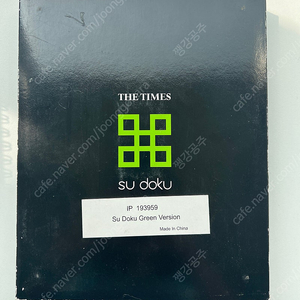 THE TIMES
su doku
IP 193959
Su Doku Green Version
Made In China